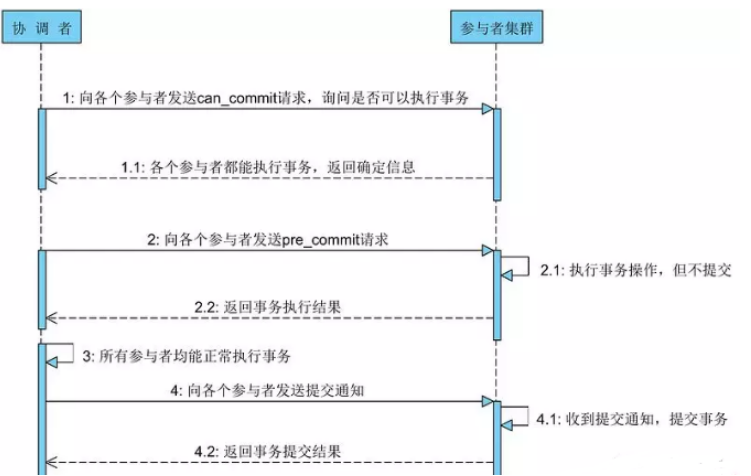 协 调 者
参与者集群
1: 向各个参与者发送can_commit请求，询问是否可以执行事务
1.1: 各个参与者都能执行事务，返回确定信息
2: 向各个参与者发送pre_commit请求
2.1: 执行事务操作，但不提交
2.2: 返回事务执行结果
3: 所有参与者均能正常执行事务
4: 向各个参与者发送提交通知
4.1: 收到提交通知，提交事务
4.2: 返回事务提交结果